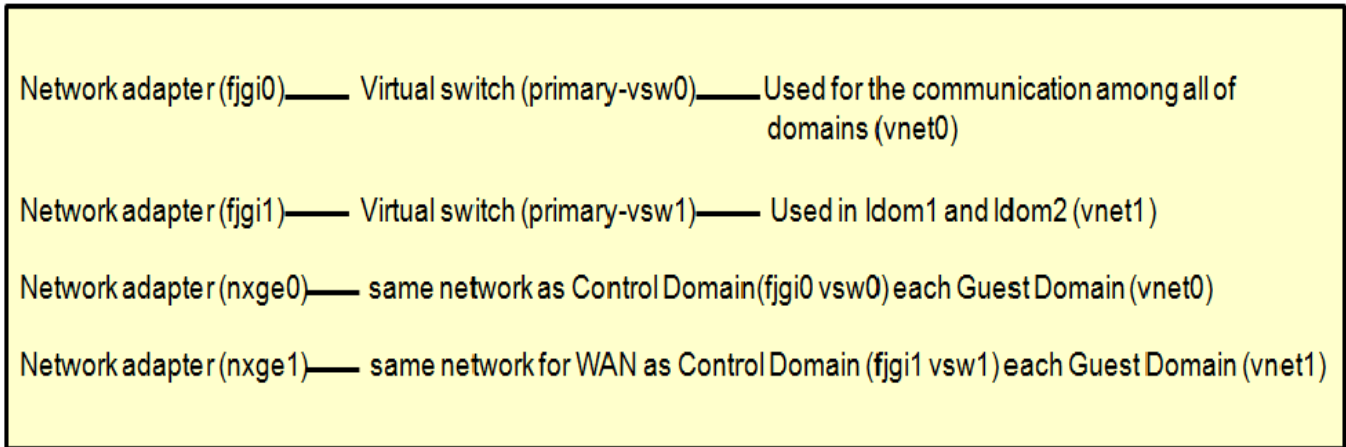 Network adapter (fjgi0) Virtual switch (primary-vsw0) Used for the communication among all of
domains (vnet0)
Network adapter (fjgi1) Virtual switch (primary-vsw1) Used in ldom1 and ldom2 (vnet1)
Network adapter (nxge0) same network as Control Domain(fjgi0 vsw0) each Guest Domain (vnet0)
Network adapter (nxge1) same network for WAN as Control Domain (fjgi1 vsw1) each Guest Domain (vnet1)